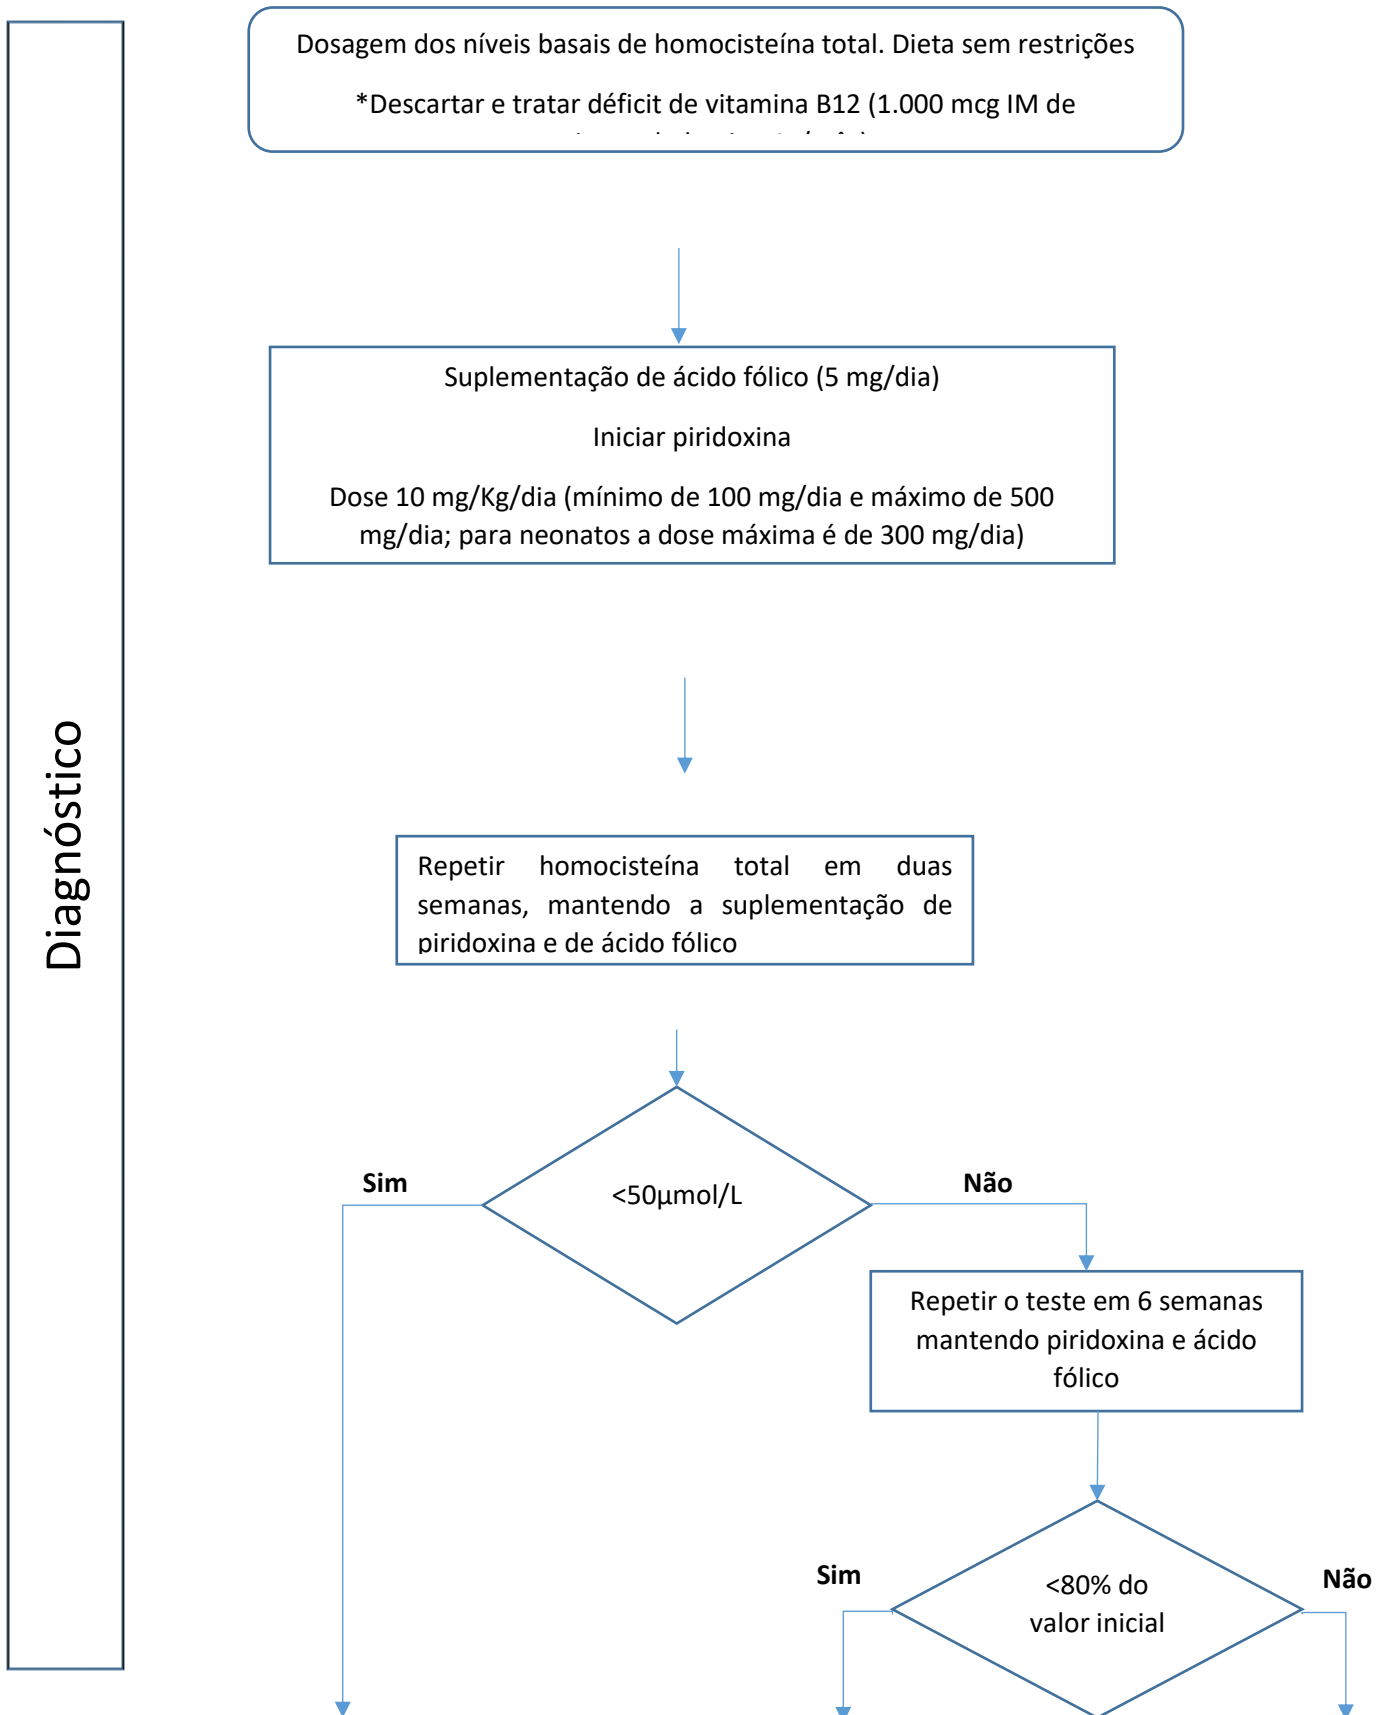 Dosagem dos níveis basais de homocisteína total. Dieta sem restrições
*Descartar e tratar déficit de vitamina B12 (1.000 mcg IM de
Suplementação de ácido fólico (5 mg/dia)
Iniciar piridoxina
Dose 10 mg/Kg/dia (mínimo de 100 mg/dia e máximo de 500
mg/dia; para neonatos a dose máxima é de 300 mg/dia)
Diagnóstico
Repetir homocisteína total em duas
semanas, mantendo a suplementação de
piridoxina e de ácido fólico
Sim
<50µmol/L
Não
Repetir o teste em 6 semanas
mantendo piridoxina e ácido
fólico
Sim
<80% do
valor inicial
Não